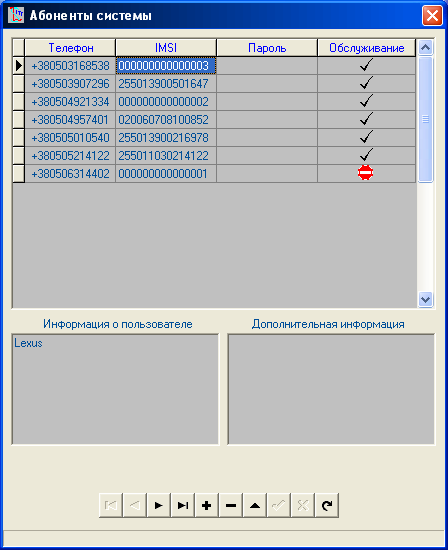 Абоненты системы
Телефон IMSI Пароль Обслуживание
+380503168538 000000000000003
+380503907296 255013900501647
+380504921334 000000000000002
+380504957401 020060708100852
+380505010540 255013900216978
+380505214122 255011030214122
+380506314402 000000000000001
Информация о пользователе Дополнительная информация
Lexus